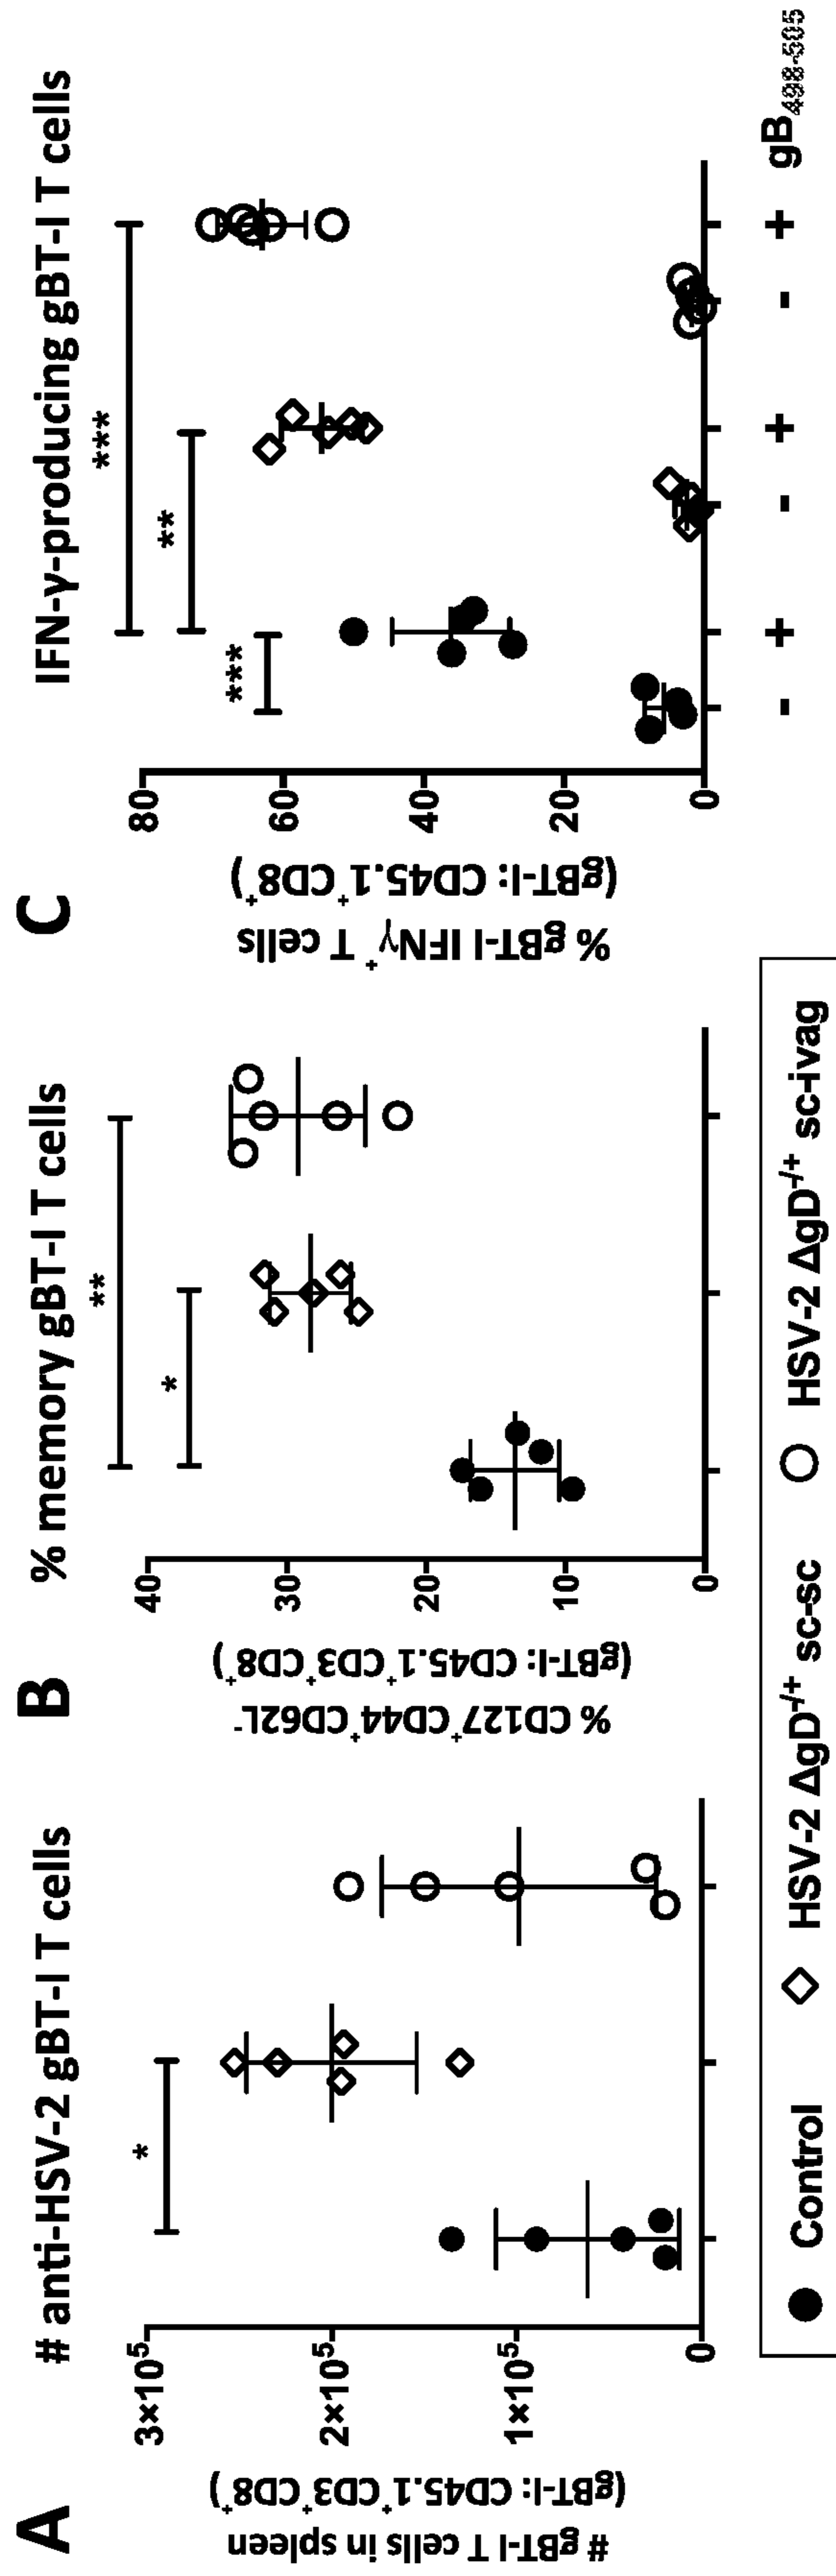 A
# anti-HSV-2 gBT-I T cells
# gBT-I T cells in spleen
(gBT-I: CD45.1⁺CD3⁺CD8⁺)
3×10⁵
2×10⁵
1×10⁵
0
*
B
% memory gBT-I T cells
% CD127⁺CD44⁺CD62L⁻
(gBT-I: CD45.1⁺CD3⁺CD8⁺)
40
30
20
10
0
*
**
C
IFN-γ-producing gBT-I T cells
% gBT-I IFNγ⁺ T cells
(gBT-I: CD45.1⁺CD8⁺)
80
60
40
20
0
***
**
***
- + - + - + gB₄₉₈₋₅₀₅
Control HSV-2 ΔgD⁻/⁺ sc-sc HSV-2 ΔgD⁻/⁺ sc-ivag